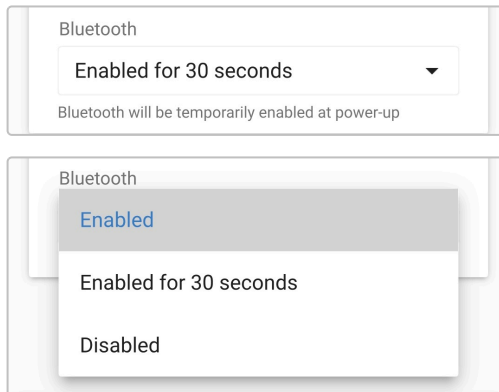 Bluetooth
Enabled for 30 seconds
Bluetooth will be temporarily enabled at power-up
Bluetooth
Enabled
Enabled for 30 seconds
Disabled